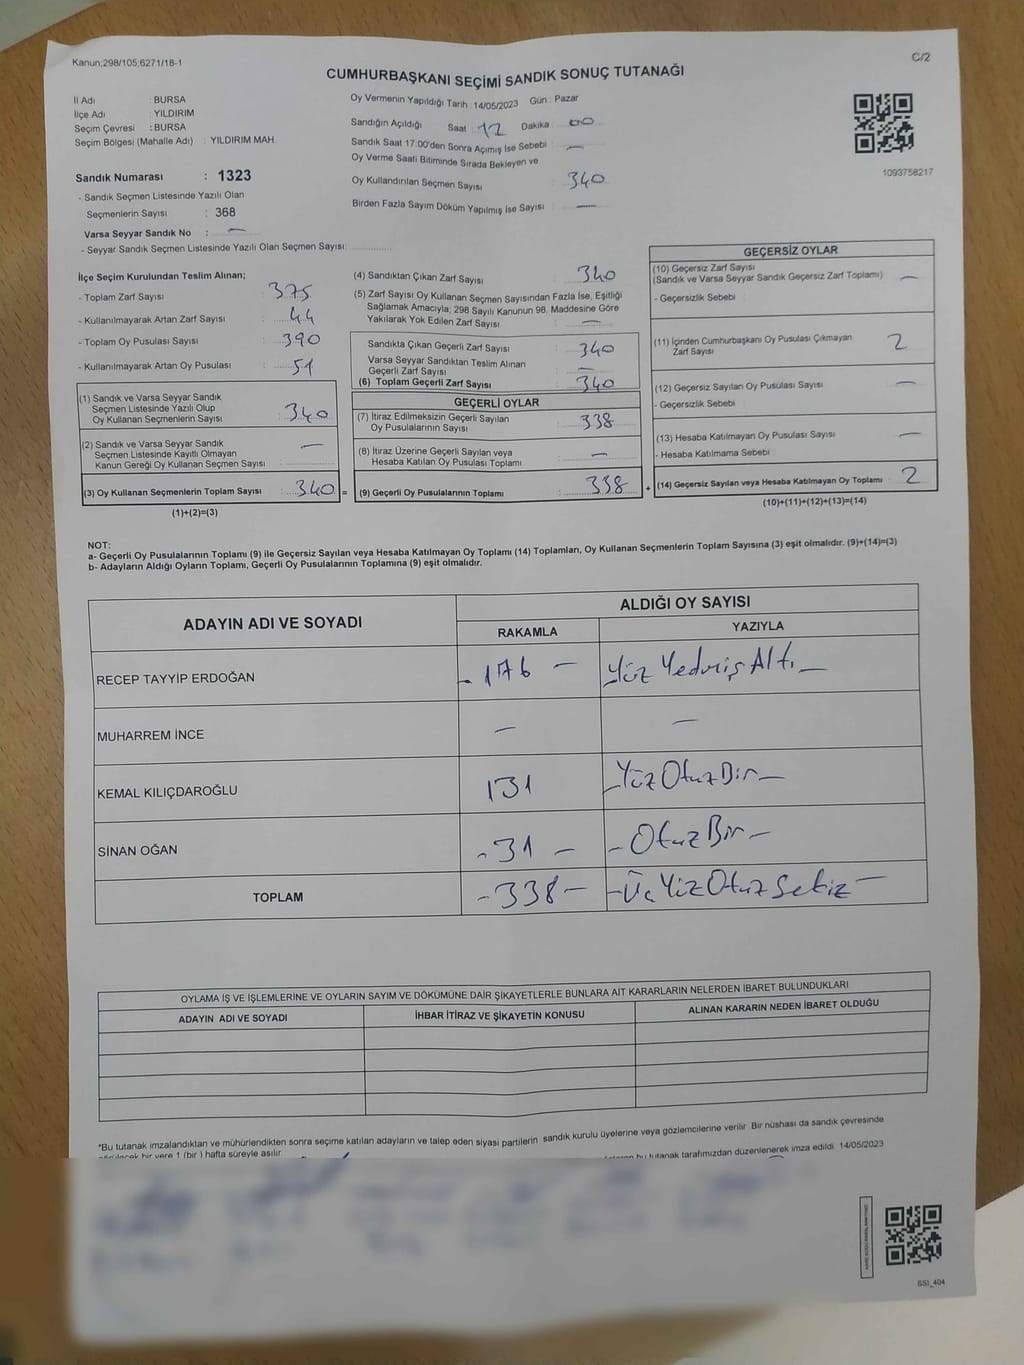 Kanun;298/105;6271/18-1
C/2
CUMHURBAŞKANI SEÇİMİ SANDIK SONUÇ TUTANAĞI
İl Adı : BURSA
İlçe Adı : YILDIRIM
Seçim Çevresi : BURSA
Seçim Bölgesi (Mahalle Adı) : YILDIRIM MAH.
Sandık Numarası : 1323
- Sandık Seçmen Listesinde Yazılı Olan
Seçmenlerin Sayısı : 368
Varsa Seyyar Sandık No : —
- Seyyar Sandık Seçmen Listesinde Yazılı Olan Seçmen Sayısı: ............
Oy Vermenin Yapıldığı Tarih : 14/05/2023 Gün : Pazar
Sandığın Açıldığı Saat : 17 Dakika : 00
Sandık Saat 17:00'den Sonra Açımış İse Sebebi : —
Oy Verme Saati Bitiminde Sırada Bekleyen ve
Oy Kullandırılan Seçmen Sayısı : 340
Birden Fazla Sayım Döküm Yapılmış İse Sayısı : —
1093758217
İlçe Seçim Kurulundan Teslim Alınan;
- Toplam Zarf Sayısı : 375
- Kullanılmayarak Artan Zarf Sayısı : 44
- Toplam Oy Pusulası Sayısı : 390
- Kullanılmayarak Artan Oy Pusulası : 51
(1) Sandık ve Varsa Seyyar Sandık
Seçmen Listesinde Yazılı Olup
Oy Kullanan Seçmenlerin Sayısı : 340
(2) Sandık ve Varsa Seyyar Sandık
Seçmen Listesinde Kayıtlı Olmayan
Kanun Gereği Oy Kullanan Seçmen Sayısı : —
(3) Oy Kullanan Seçmenlerin Toplam Sayısı : 340 =
(1)+(2)=(3)
(4) Sandıktan Çıkan Zarf Sayısı : 340
(5) Zarf Sayısı Oy Kullanan Seçmen Sayısından Fazla İse, Eşitliği
Sağlamak Amacıyla; 298 Sayılı Kanunun 98. Maddesine Göre
Yakılarak Yok Edilen Zarf Sayısı : —
Sandıkta Çıkan Geçerli Zarf Sayısı : 340
Varsa Seyyar Sandıktan Teslim Alınan
Geçerli Zarf Sayısı : —
(6) Toplam Geçerli Zarf Sayısı : 340
GEÇERLİ OYLAR
(7) İtiraz Edilmeksizin Geçerli Sayılan
Oy Pusulalarının Sayısı : 338
(8) İtiraz Üzerine Geçerli Sayılan veya
Hesaba Katılan Oy Pusulası Toplamı : —
(9) Geçerli Oy Pusulalarının Toplamı : 338 +
GEÇERSİZ OYLAR
(10) Geçersiz Zarf Sayısı
(Sandık ve Varsa Seyyar Sandık Geçersiz Zarf Toplamı) : —
- Geçersizlik Sebebi :
(11) İçinden Cumhurbaşkanı Oy Pusulası Çıkmayan
Zarf Sayısı : 2
(12) Geçersiz Sayılan Oy Pusulası Sayısı : —
- Geçersizlik Sebebi :
(13) Hesaba Katılmayan Oy Pusulası Sayısı : —
- Hesaba Katılmama Sebebi :
(14) Geçersiz Sayılan veya Hesaba Katılmayan Oy Toplamı : 2
(10)+(11)+(12)+(13)=(14)
NOT:
a- Geçerli Oy Pusulalarının Toplamı (9) ile Geçersiz Sayılan veya Hesaba Katılmayan Oy Toplamı (14) Toplamları, Oy Kullanan Seçmenlerin Toplam Sayısına (3) eşit olmalıdır. (9)+(14)=(3)
b- Adayların Aldığı Oyların Toplamı, Geçerli Oy Pusulalarının Toplamına (9) eşit olmalıdır.
ADAYIN ADI VE SOYADI ALDIĞI OY SAYISI
RAKAMLA YAZIYLA
RECEP TAYYİP ERDOĞAN - 176 — Yüz Yetmiş Altı —
MUHARREM İNCE — —
KEMAL KILIÇDAROĞLU 131 - Yüz Otuz Bir —
SİNAN OĞAN - 31 — - Otuz Bir —
TOPLAM - 338 — - Üç Yüz Otuz Sekiz —
OYLAMA İŞ VE İŞLEMLERİNE VE OYLARIN SAYIM VE DÖKÜMÜNE DAİR ŞİKAYETLERLE BUNLARA AİT KARARLARIN NELERDEN İBARET BULUNDUKLARI
ADAYIN ADI VE SOYADI İHBAR İTİRAZ VE ŞİKAYETİN KONUSU ALINAN KARARIN NEDEN İBARET OLDUĞU
*Bu tutanak imzalandıktan ve mühürlendikten sonra seçime katılan adayların ve talep eden siyasi partilerin sandık kurulu üyelerine veya gözlemcilerine verilir. Bir nüshası da sandık çevresinde
görülecek bir yere 1 (bir ) hafta süreyle asılır.
bu tutanak tarafımızdan düzenlenerek imza edildi. 14/05/2023
SSI_404